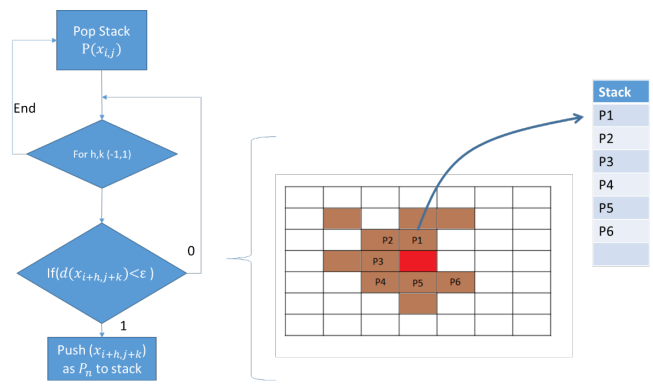 Pop Stack
P(x_{i,j})
End
For h,k (-1,1)
0
If(d(x_{i+h,j+k})<ε )
1
Push (x_{i+h,j+k})
as P_n to stack
P2
P1
P3
P4
P5
P6
Stack
P1
P2
P3
P4
P5
P6